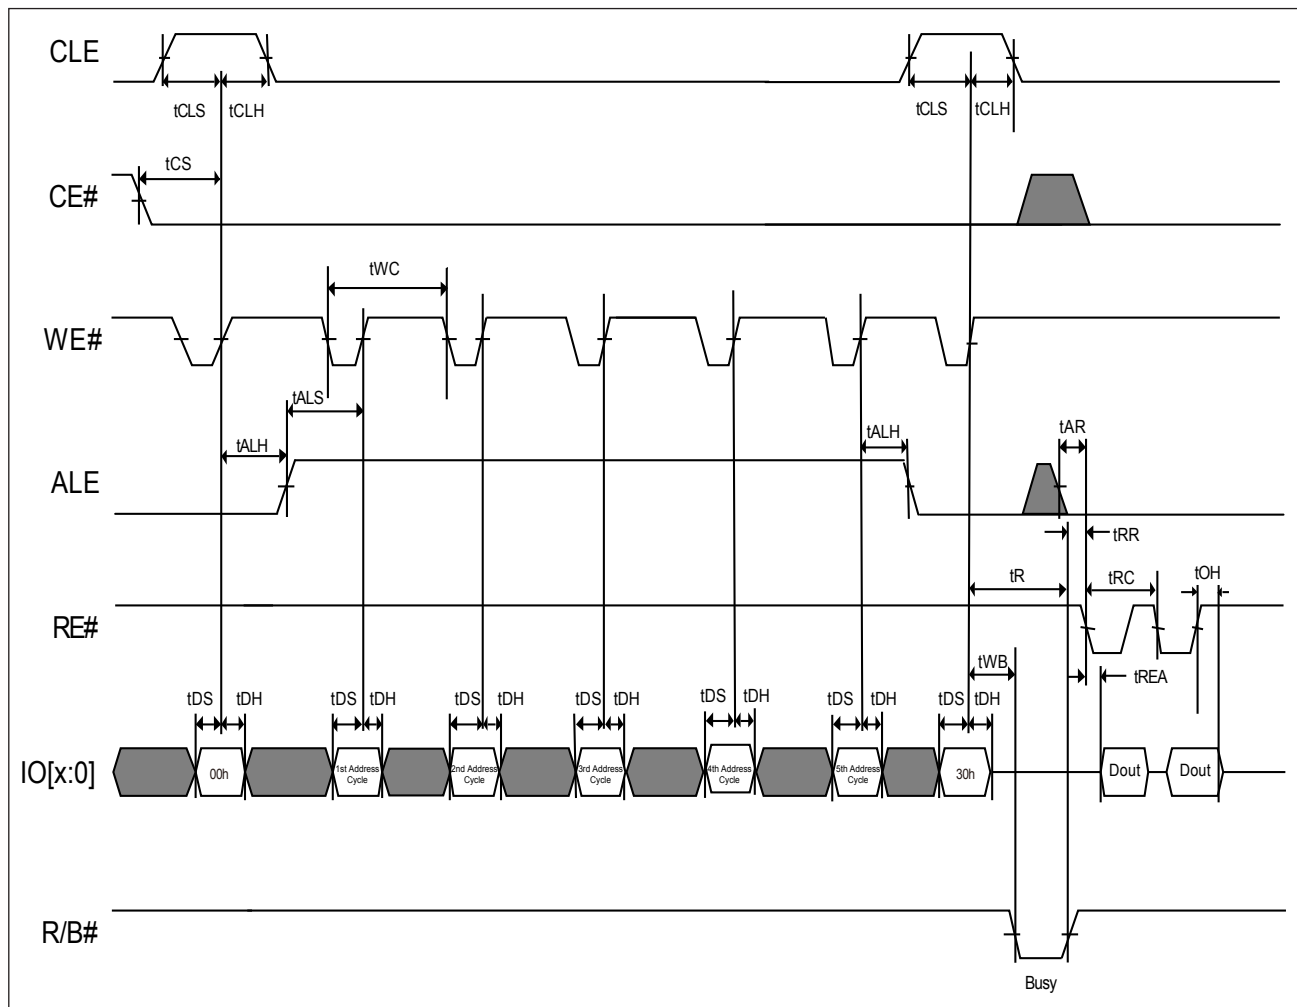 CLE
tCLS tCLH tCLS tCLH
tCS
CE#
tWC
WE#
tALS
tALH tALH tAR
ALE
tRR
tR tRC tOH
RE#
tWB tREA
tDS tDH tDS tDH tDS tDH tDS tDH tDS tDH tDS tDH tDS tDH
IO[x:0] 00h 1st Address Cycle 2nd Address Cycle 3rd Address Cycle 4th Address Cycle 5th Address Cycle 30h Dout Dout
R/B#
Busy